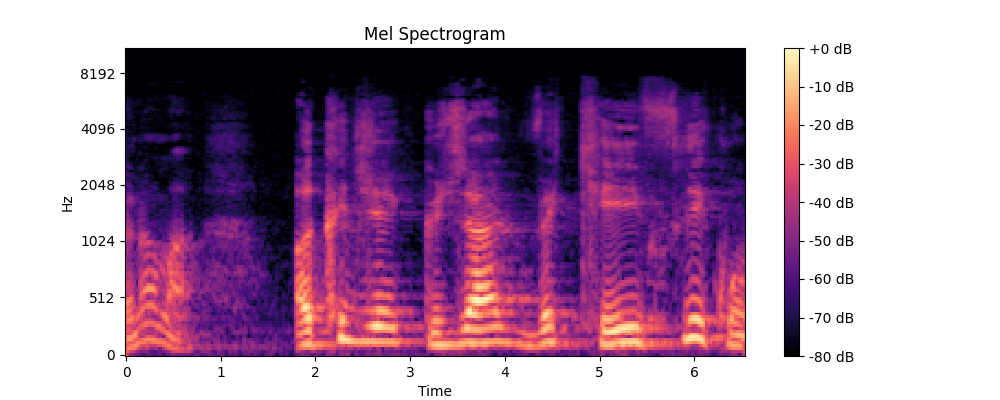 Mel Spectrogram
Hz
8192
4096
2048
1024
512
0
0 1 2 3 4 5 6
Time
+0 dB
-10 dB
-20 dB
-30 dB
-40 dB
-50 dB
-60 dB
-70 dB
-80 dB